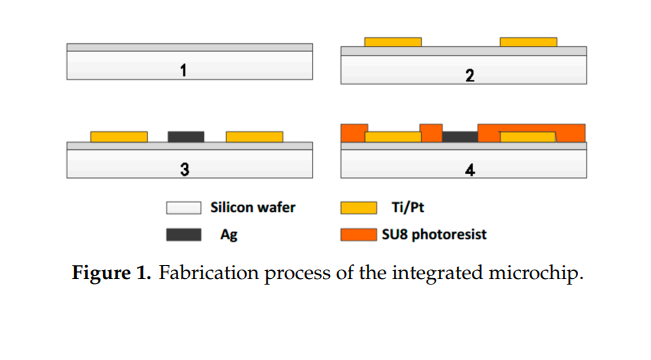 1
2
3
4
Silicon wafer
Ti/Pt
Ag
SU8 photoresist
Figure 1. Fabrication process of the integrated microchip.